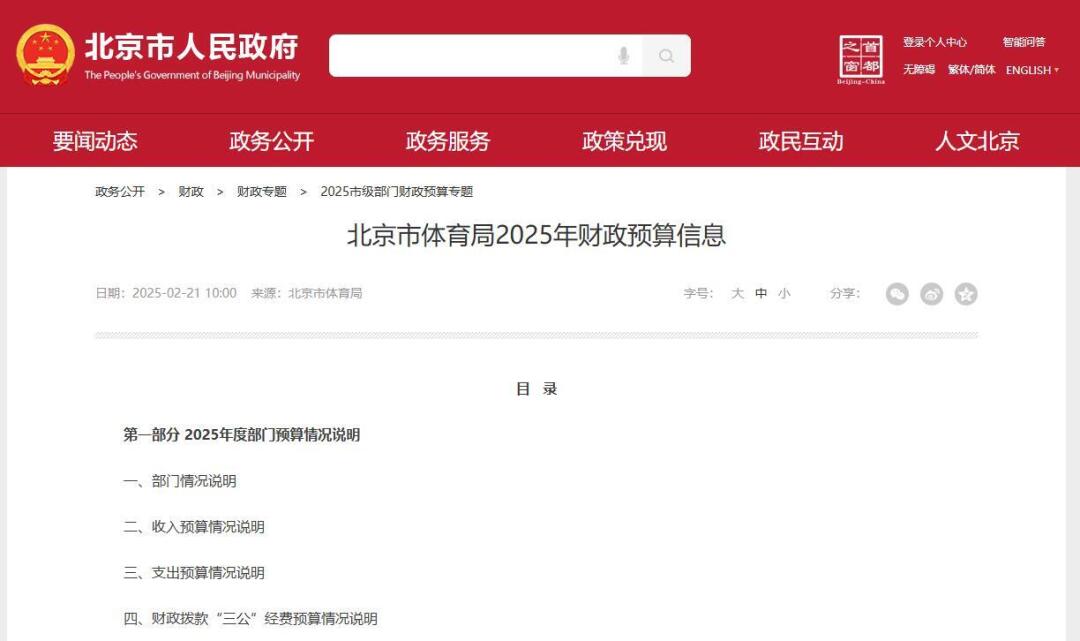 北京市人民政府
The People's Government of Beijing Municipality
首都之窗
Beijing-China
登录个人中心 智能问答
无障碍 繁体/简体 ENGLISH
要闻动态 政务公开 政务服务 政策兑现 政民互动 人文北京
政务公开 > 财政 > 财政专题 > 2025市级部门财政预算专题
北京市体育局2025年财政预算信息
日期：2025-02-21 10:00 来源：北京市体育局 字号： 大 中 小 分享：
目 录
第一部分 2025年度部门预算情况说明
一、部门情况说明
二、收入预算情况说明
三、支出预算情况说明
四、财政拨款“三公”经费预算情况说明